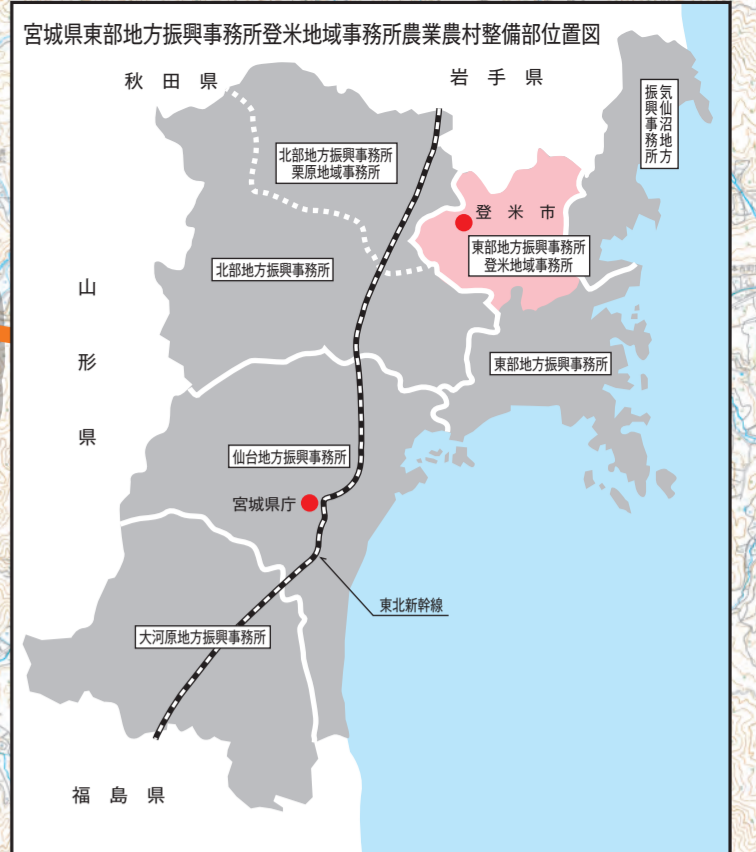 宮城県東部地方振興事務所登米地域事務所農業農村整備部位置図
秋田県
岩手県
気仙沼地方
振興事務所
北部地方振興事務所
栗原地域事務所
登米市
東部地方振興事務所
登米地域事務所
北部地方振興事務所
山形県
東部地方振興事務所
仙台地方振興事務所
宮城県庁
東北新幹線
大河原地方振興事務所
福島県